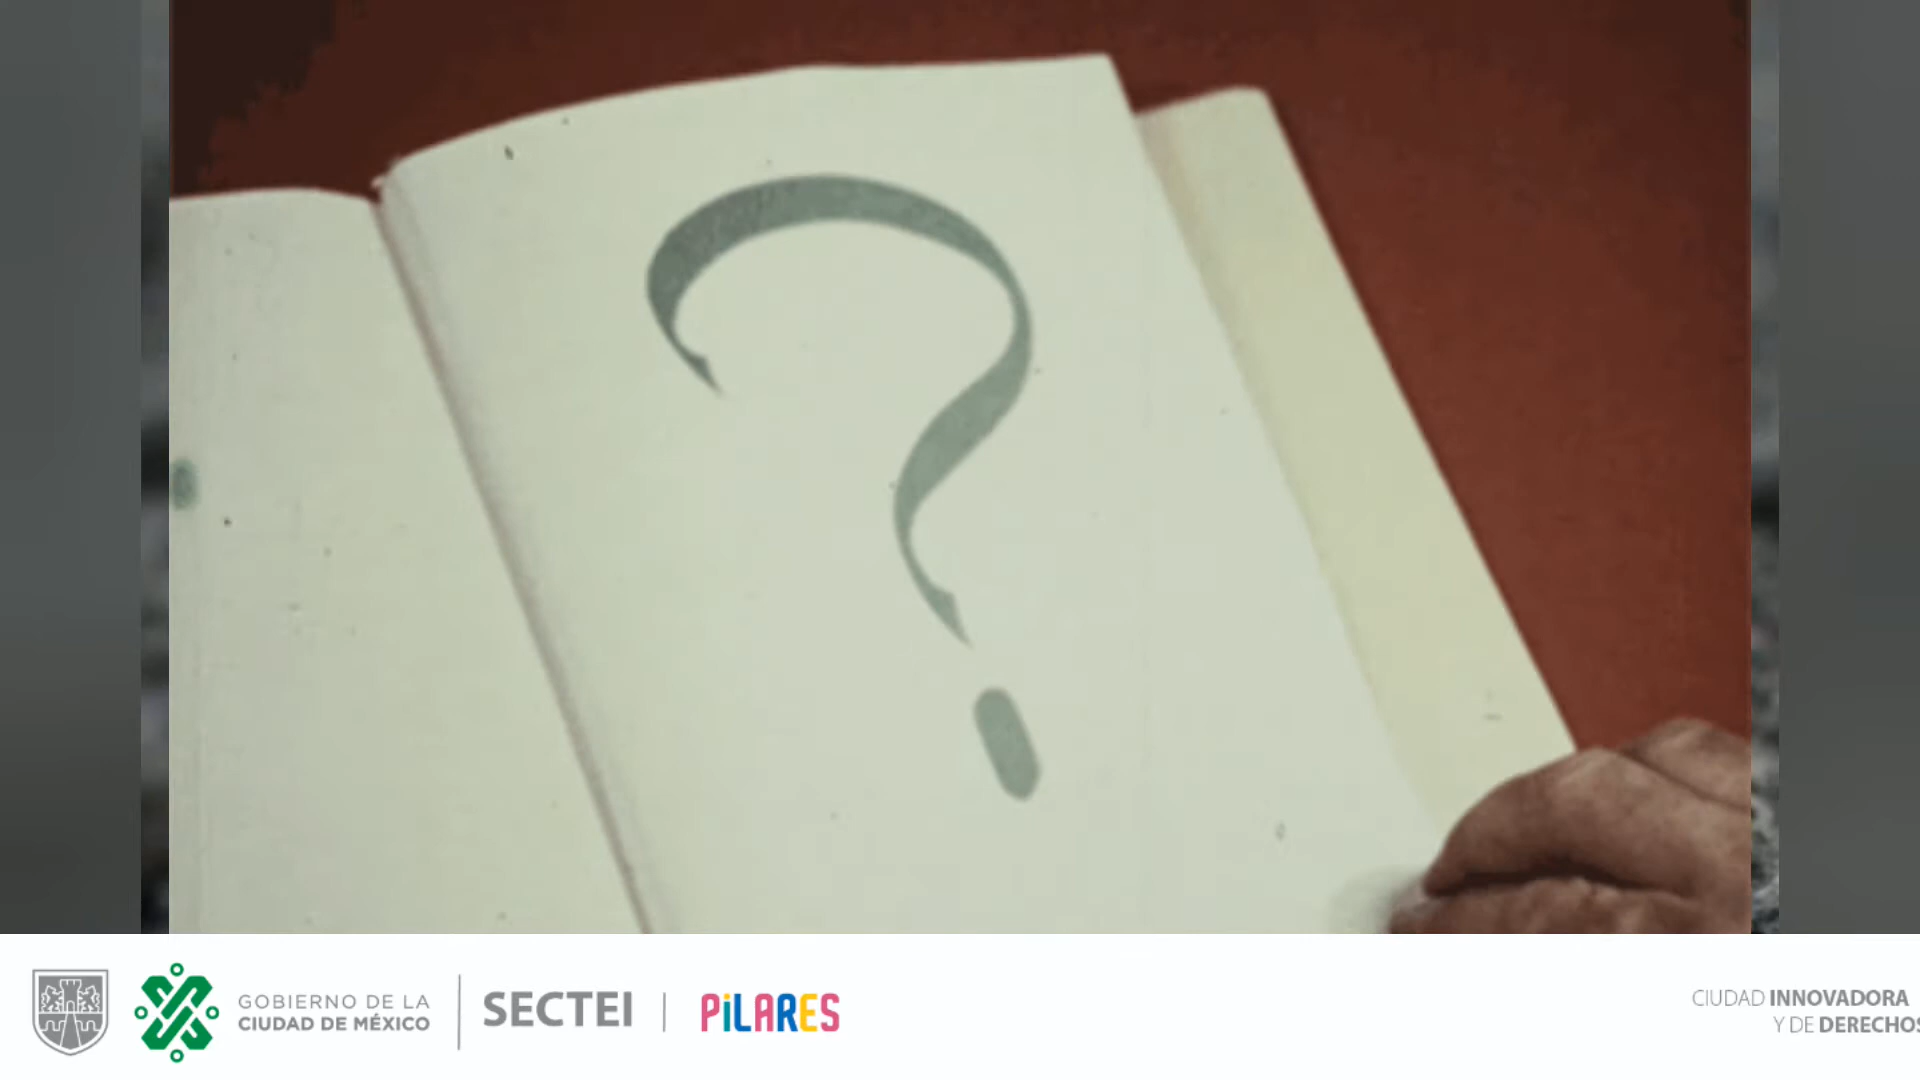 ?
GOBIERNO DE LA
CIUDAD DE MÉXICO
SECTEI
PiLARES
CIUDAD INNOVADORA
Y DE DERECHOS